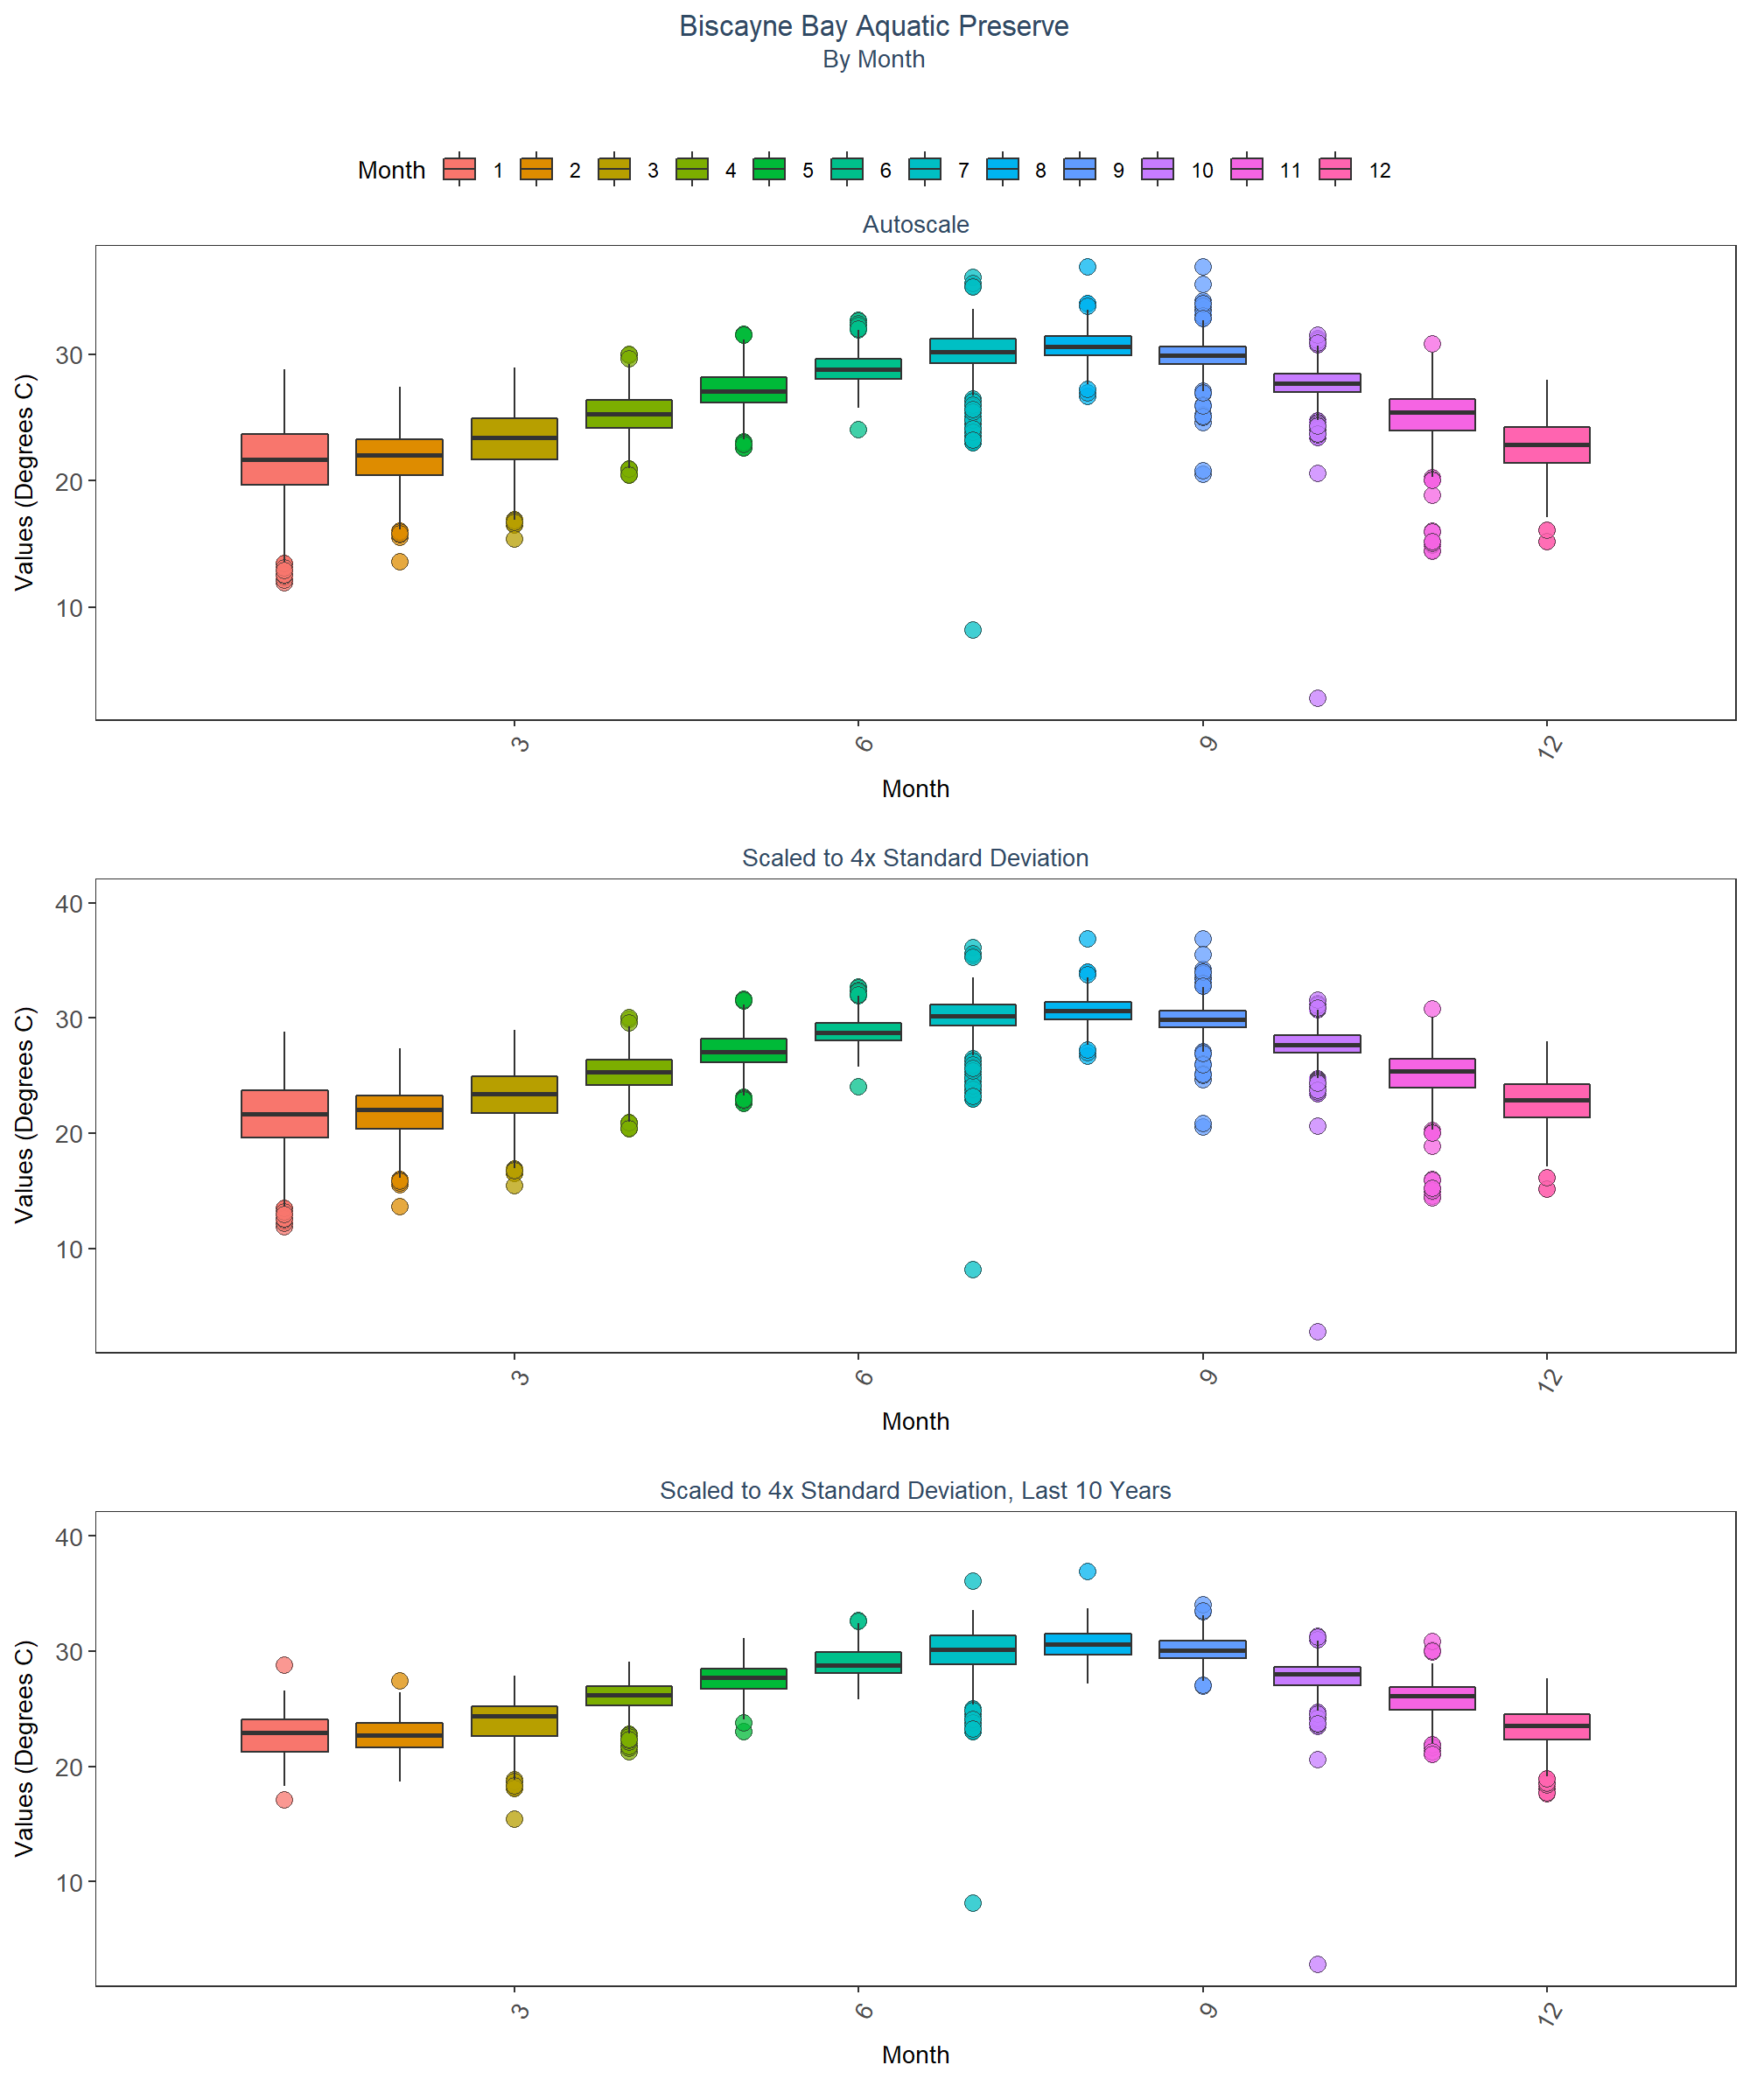 Biscayne Bay Aquatic Preserve
By Month
Month 1 2 3 4 5 6 7 8 9 10 11 12
Autoscale
Values (Degrees C)
30
20
10
3 6 9 12
Month
Scaled to 4x Standard Deviation
Values (Degrees C)
40
30
20
10
3 6 9 12
Month
Scaled to 4x Standard Deviation, Last 10 Years
Values (Degrees C)
40
30
20
10
3 6 9 12
Month